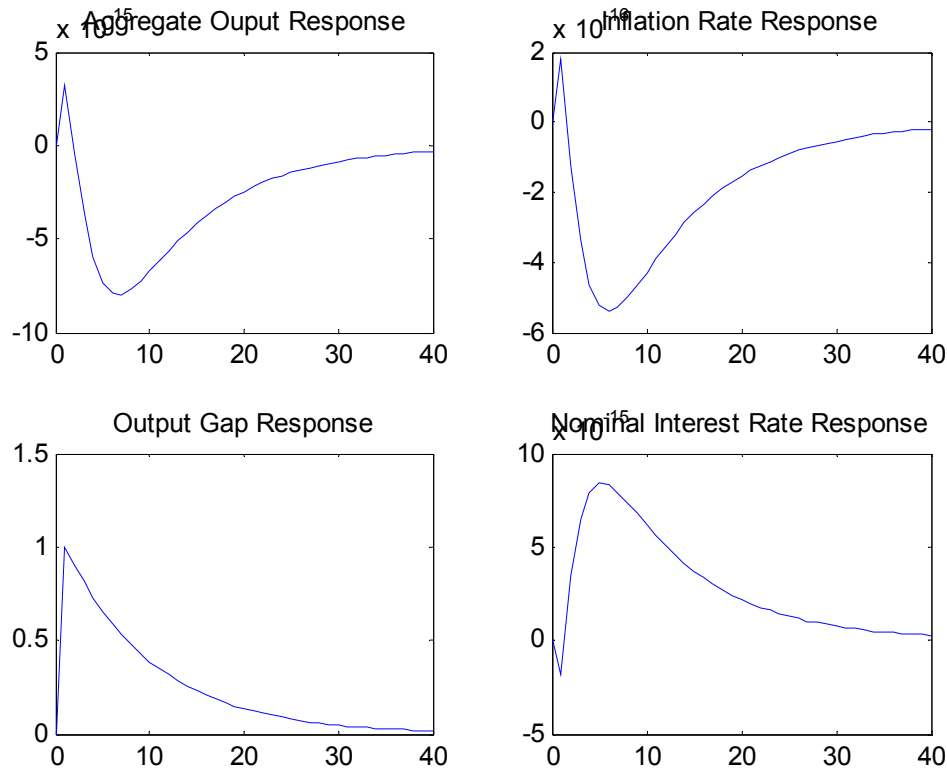 Aggregate Ouput Response
x 10^-15
5
0
-5
-10
0 10 20 30 40
Inflation Rate Response
x 10^-16
2
0
-2
-4
-6
0 10 20 30 40
Output Gap Response
1.5
1
0.5
0
0 10 20 30 40
Nominal Interest Rate Response
x 10^-15
10
5
0
-5
0 10 20 30 40